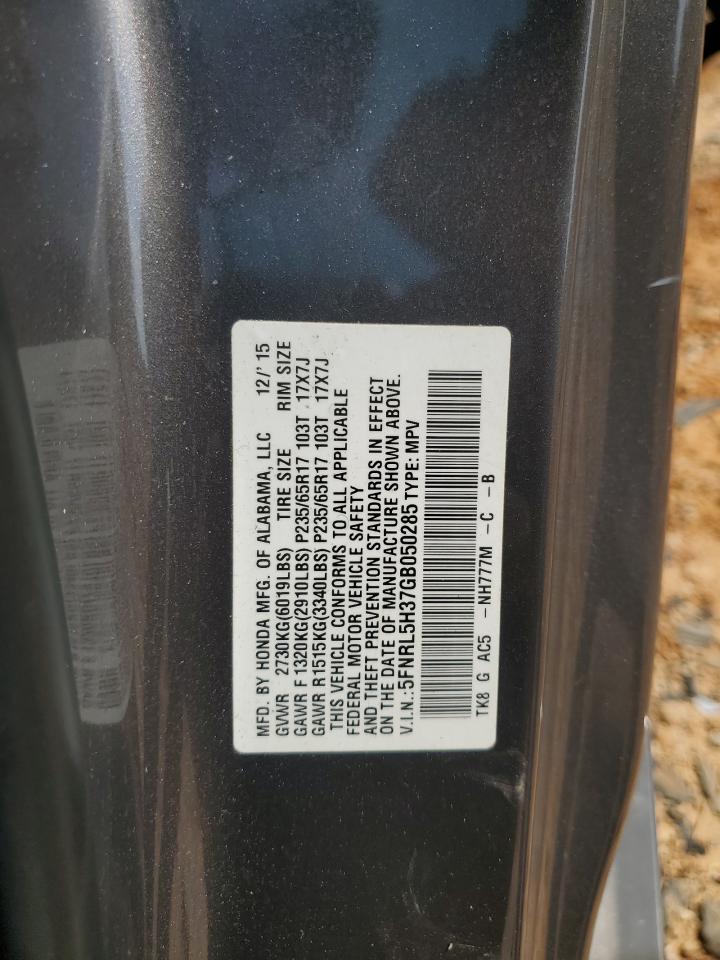 MFD. BY HONDA MFG. OF ALABAMA, LLC 12/' 15
GVWR 2730KG(6019LBS) TIRE SIZE RIM SIZE
GAWR F 1320KG(2910LBS) P235/65R17 103T 17X7J
GAWR R1515KG(3340LBS) P235/65R17 103T 17X7J
THIS VEHICLE CONFORMS TO ALL APPLICABLE
FEDERAL MOTOR VEHICLE SAFETY
AND THEFT PREVENTION STANDARDS IN EFFECT
ON THE DATE OF MANUFACTURE SHOWN ABOVE.
V.I.N.:5FNRL5H37GB050285 TYPE: MPV
TK8 G AC5 -NH777M -C -B